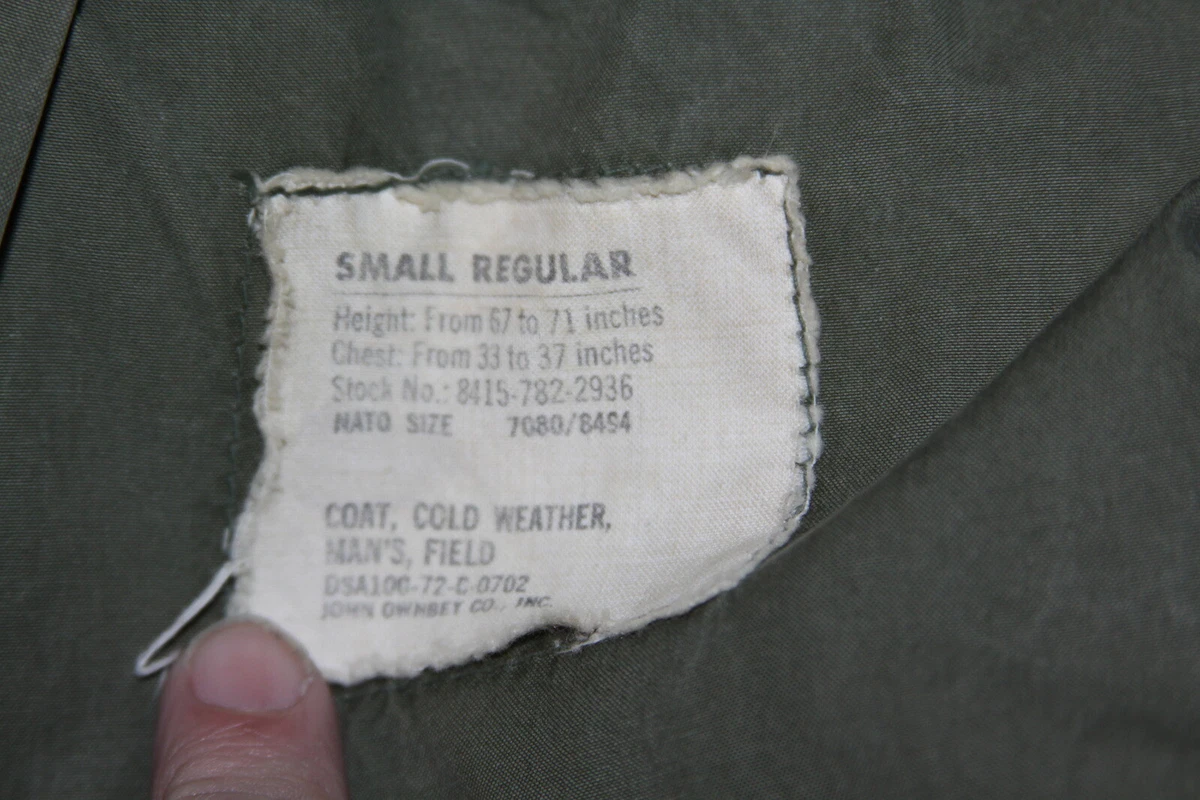 SMALL REGULAR
Height: From 67 to 71 inches
Chest: From 33 to 37 inches
Stock No.: 8415-782-2936
NATO SIZE 7080/8494
COAT, COLD WEATHER,
MAN'S, FIELD
DSA100-72-C-0702
JOHN OWNBEY CO., INC.